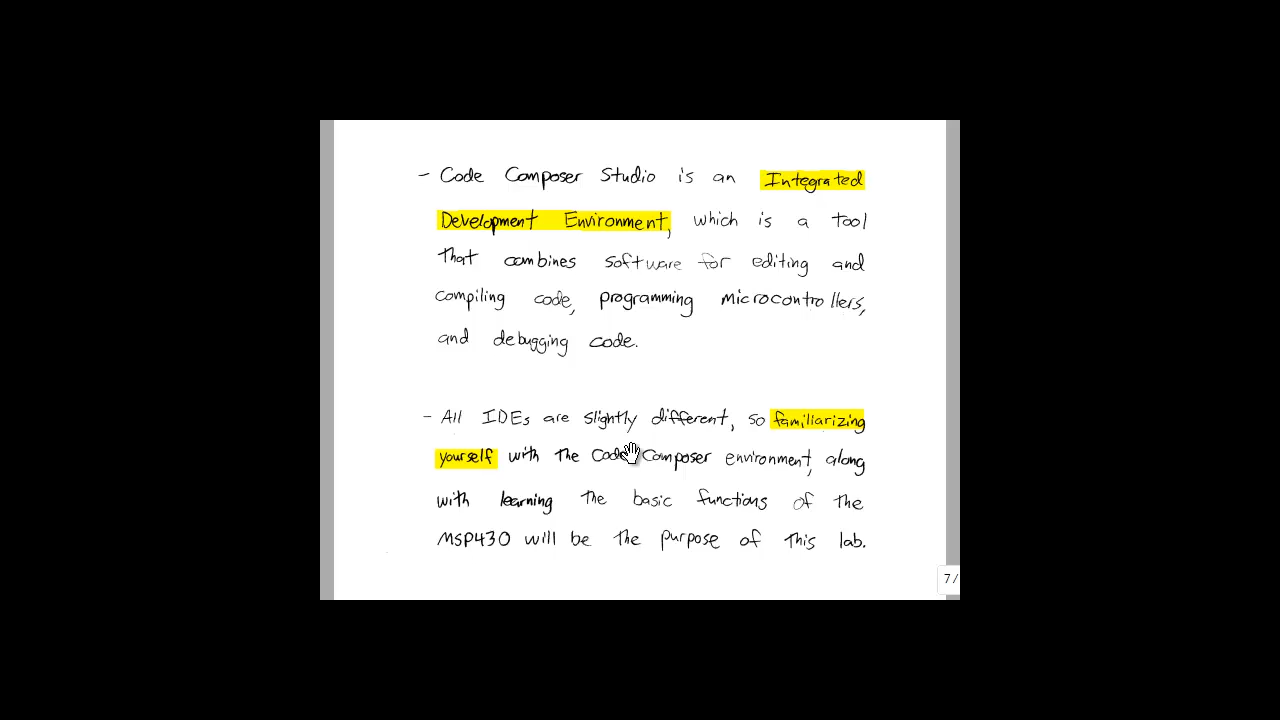 - Code Composer Studio is an Integrated
Development Environment, which is a tool
that combines software for editing and
compiling code, programming microcontrollers,
and debugging code.
- All IDEs are slightly different, so familiarizing
yourself with the Code Composer environment, along
with learning the basic functions of the
MSP430 will be the purpose of this lab.
7/